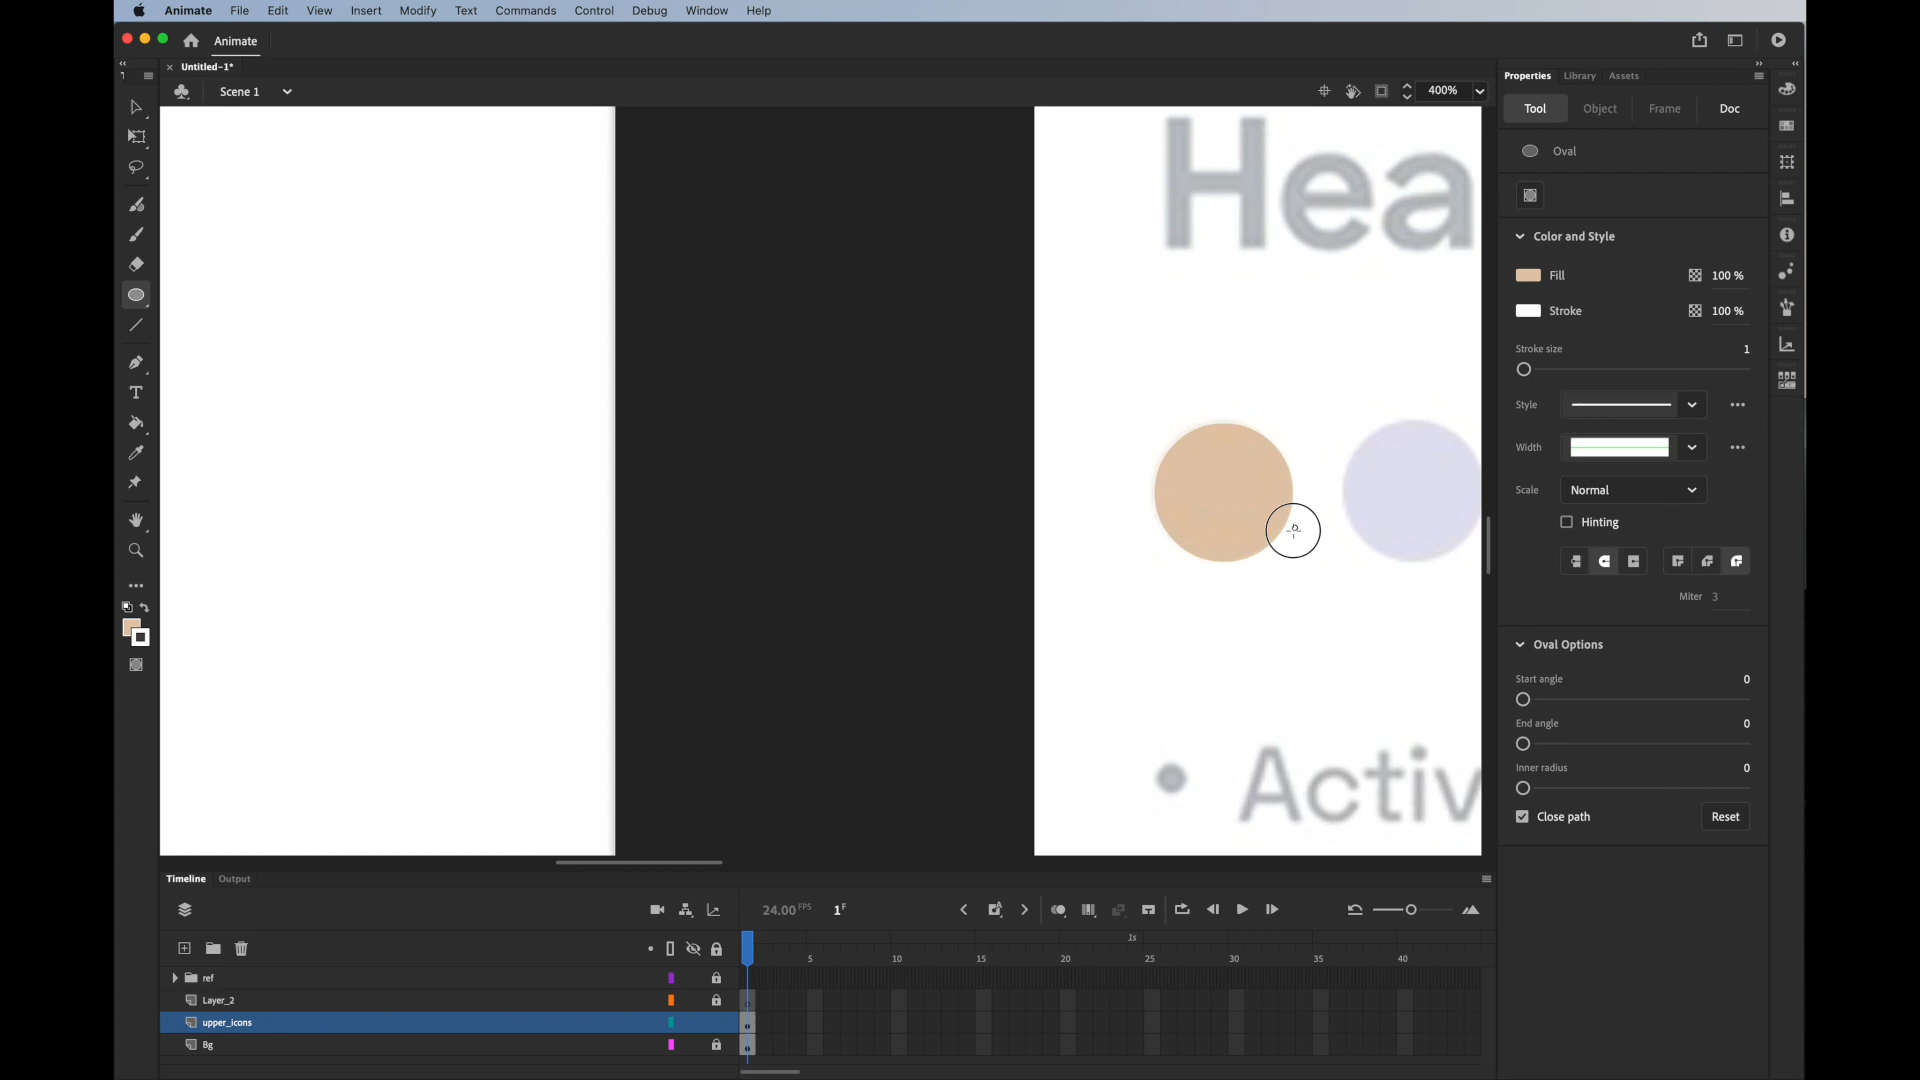 Animate File Edit View Insert Modify Text Commands Control Debug Window Help
Animate
Untitled-1*
Scene 1
400%
Properties Library Assets
Tool Object Frame Doc
Oval
Color and Style
Fill 100 %
Stroke 100 %
Stroke size 1
Style
Width
Scale Normal
Hinting
Miter 3
Oval Options
Start angle 0
End angle 0
Inner radius 0
Close path Reset
Hea
Activ
Timeline Output
24.00 FPS 1 F
1s
5 10 15 20 25 30 35 40
ref
Layer_2
upper_icons
Bg